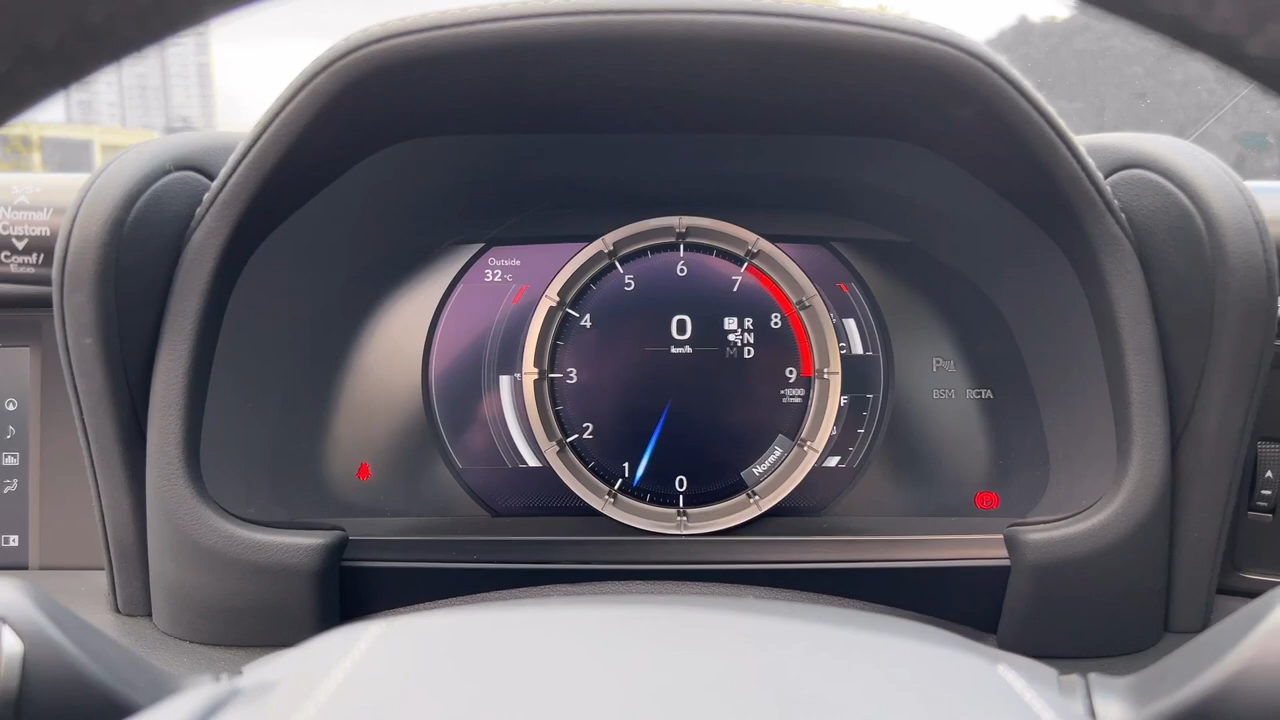 Normal/
Custom
Comf/
Eco
Outside
32 °C
6
5
7
4
8
3
9
2
1
0
0
km/h
P R
N
M D
×1000
r/min
Normal
C
F
P
BSM RCTA